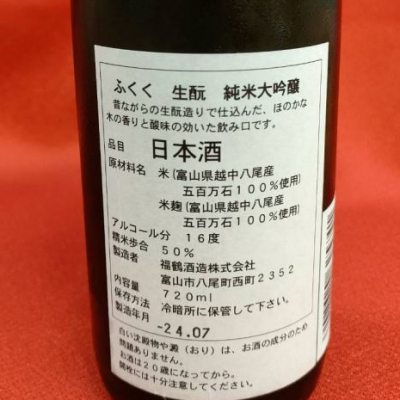 ふくく 生酛 純米大吟醸
昔ながらの生酛造りで仕込んだ、ほのかな
木の香りと酸味の効いた飲み口です。
品目 日本酒
原材料名 米(富山県越中八尾産
五百万石100%使用)
米麹(富山県越中八尾産
五百万石100%使用)
アルコール分 16度
精米歩合 50%
製造者 福鶴酒造株式会社
富山市八尾町西町2352
内容量 720ml
保存方法 冷暗所に保管して下さい。
製造年月 -24.07
白い沈殿物や澱(おり)は、お酒の成分のため
問題ありません。
お酒は20歳になってから。
開栓には十分注意してください。